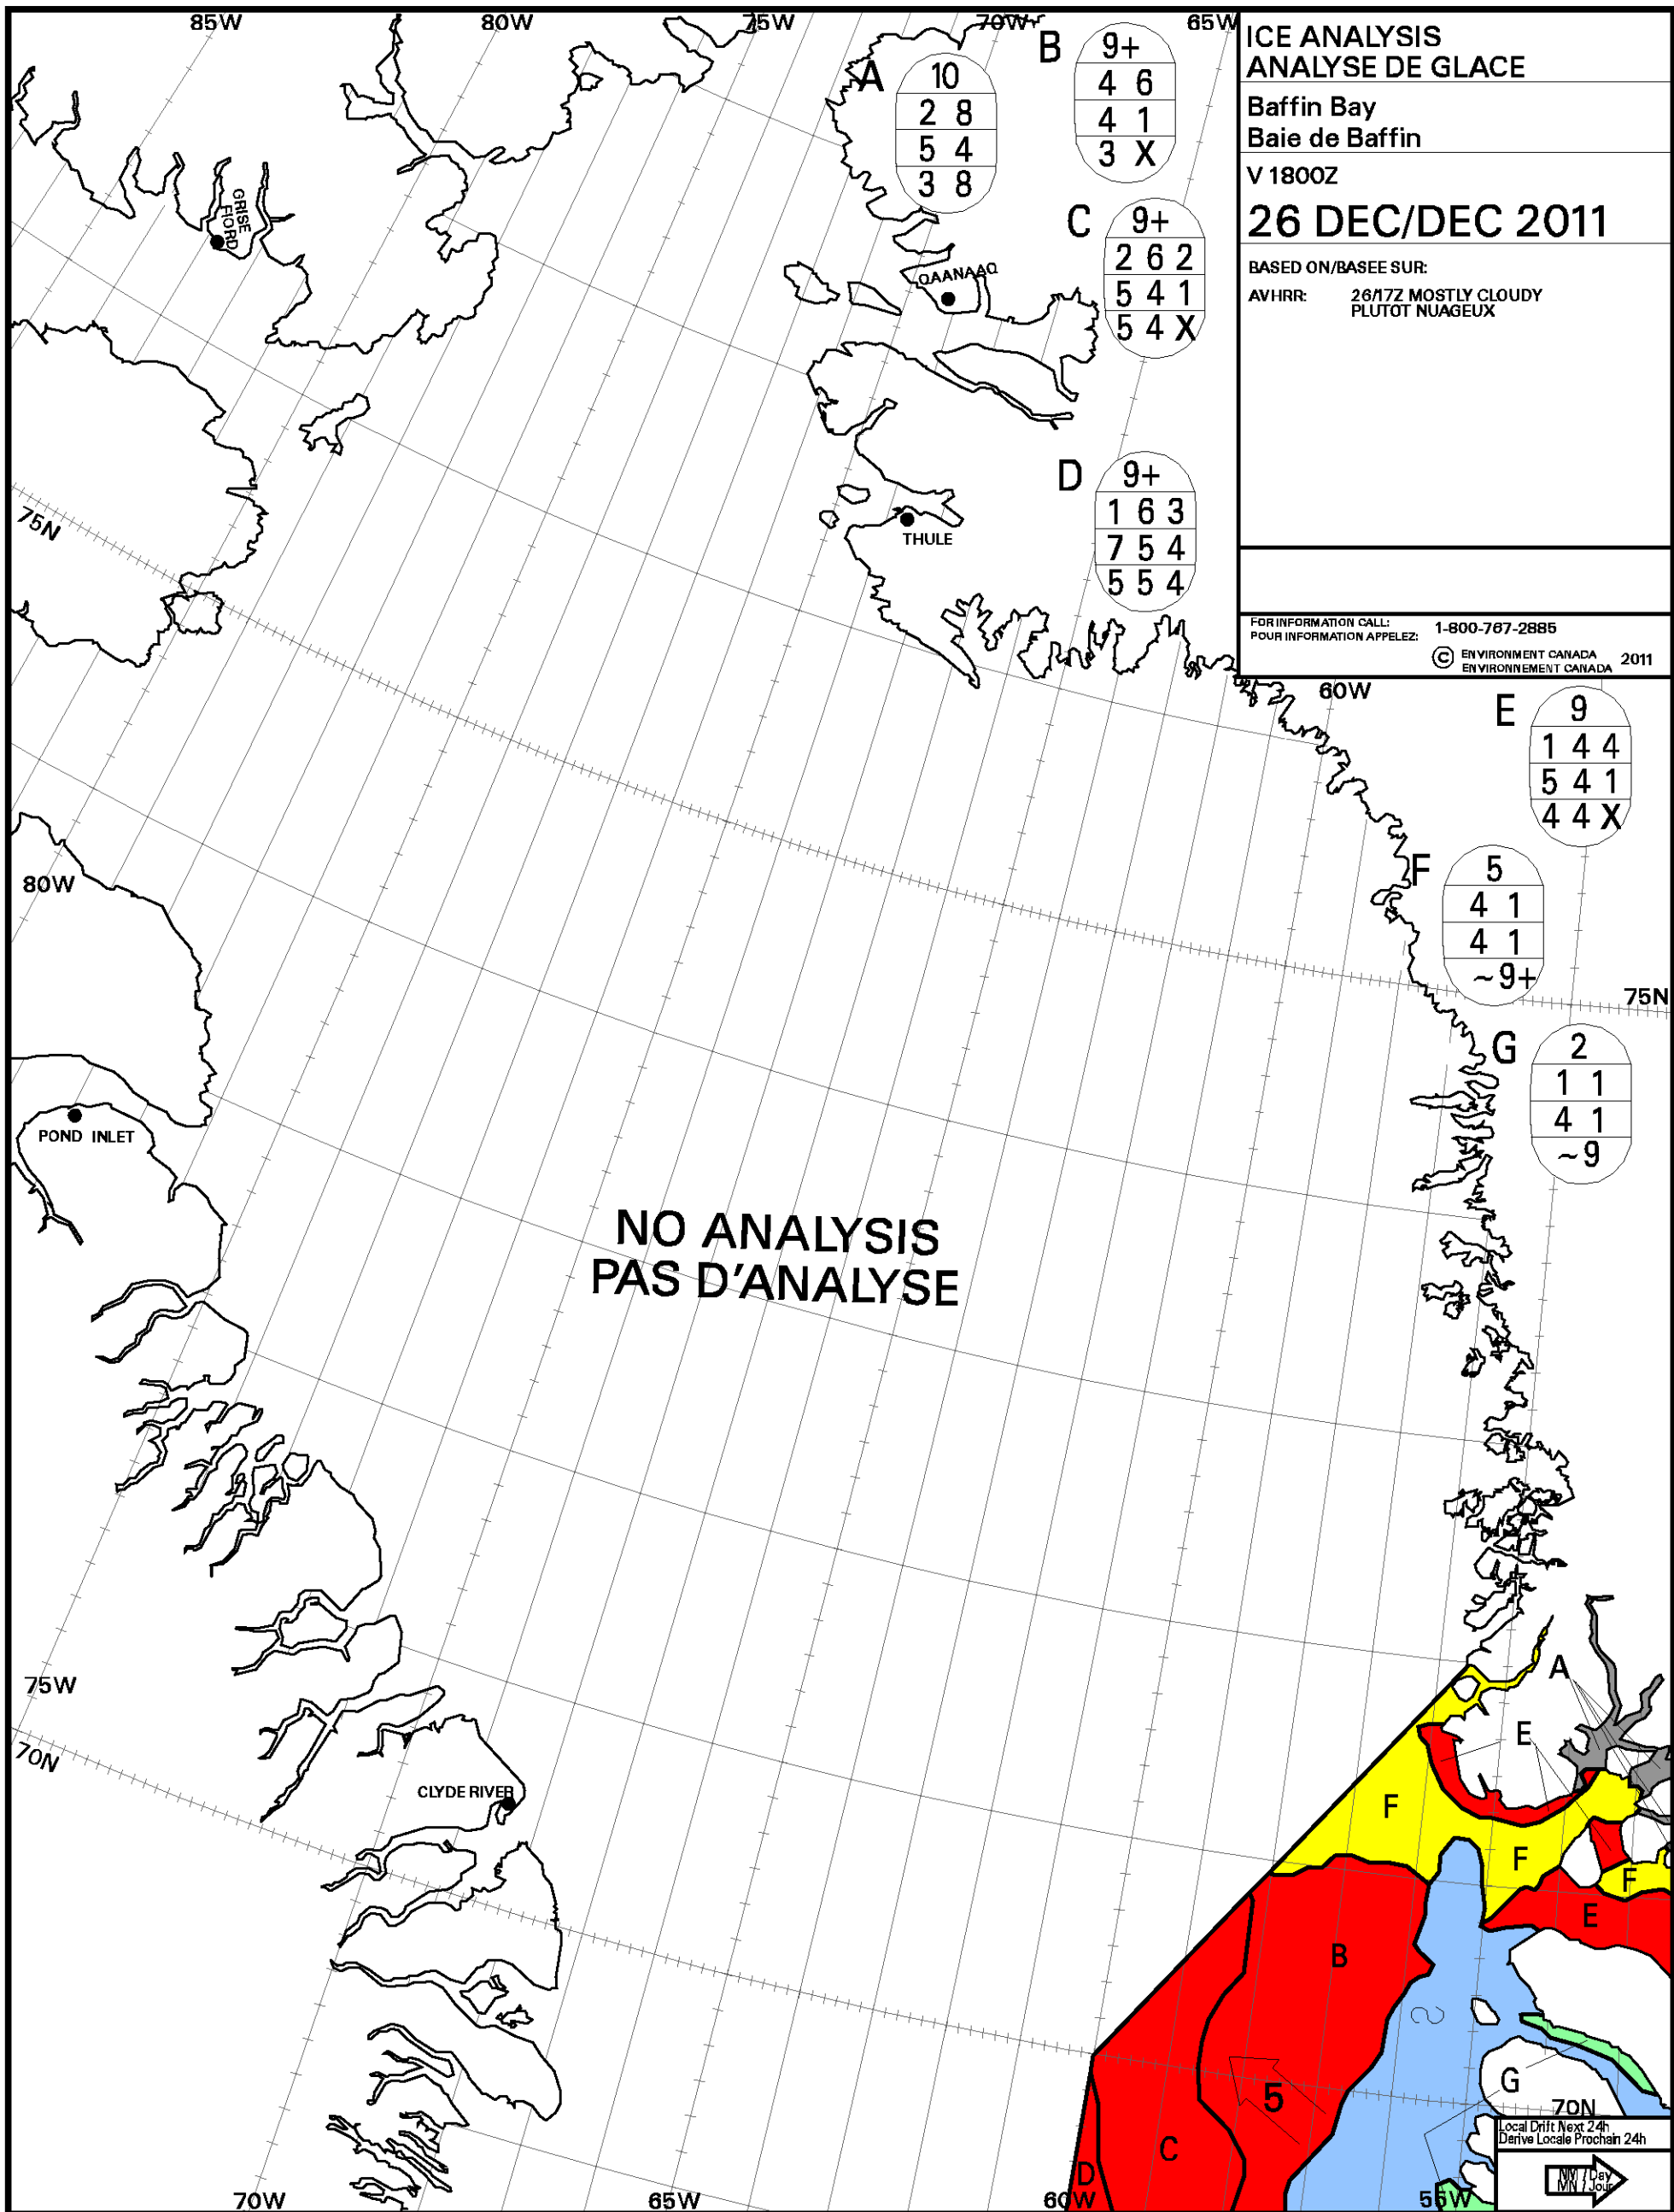 85W
80W
75W
70W
65W
ICE ANALYSIS
ANALYSE DE GLACE
Baffin Bay
Baie de Baffin
V 1800Z
26 DEC/DEC 2011
BASED ON/BASEE SUR:
AVHRR: 26/17Z MOSTLY CLOUDY
PLUTOT NUAGEUX
FOR INFORMATION CALL:
POUR INFORMATION APPELEZ:
1-800-767-2885
© ENVIRONMENT CANADA
ENVIRONNEMENT CANADA
2011
A
10
2 8
5 4
3 8
B
9+
4 6
4 1
3 X
C
9+
2 6 2
5 4 1
5 4 X
D
9+
1 6 3
7 5 4
5 5 4
GRISE
FIORD
QAANAAQ
THULE
75N
60W
E
9
1 4 4
5 4 1
4 4 X
F
5
4 1
4 1
~9+
75N
G
2
1 1
4 1
~9
80W
POND INLET
NO ANALYSIS
PAS D'ANALYSE
75W
70N
CLYDE RIVER
A
E
F
F
F
E
B
G
5
70N
C
D
Local Drift Next 24h
Derive Locale Prochain 24h
NM / Day
MN / Jour
70W
65W
60W
55W